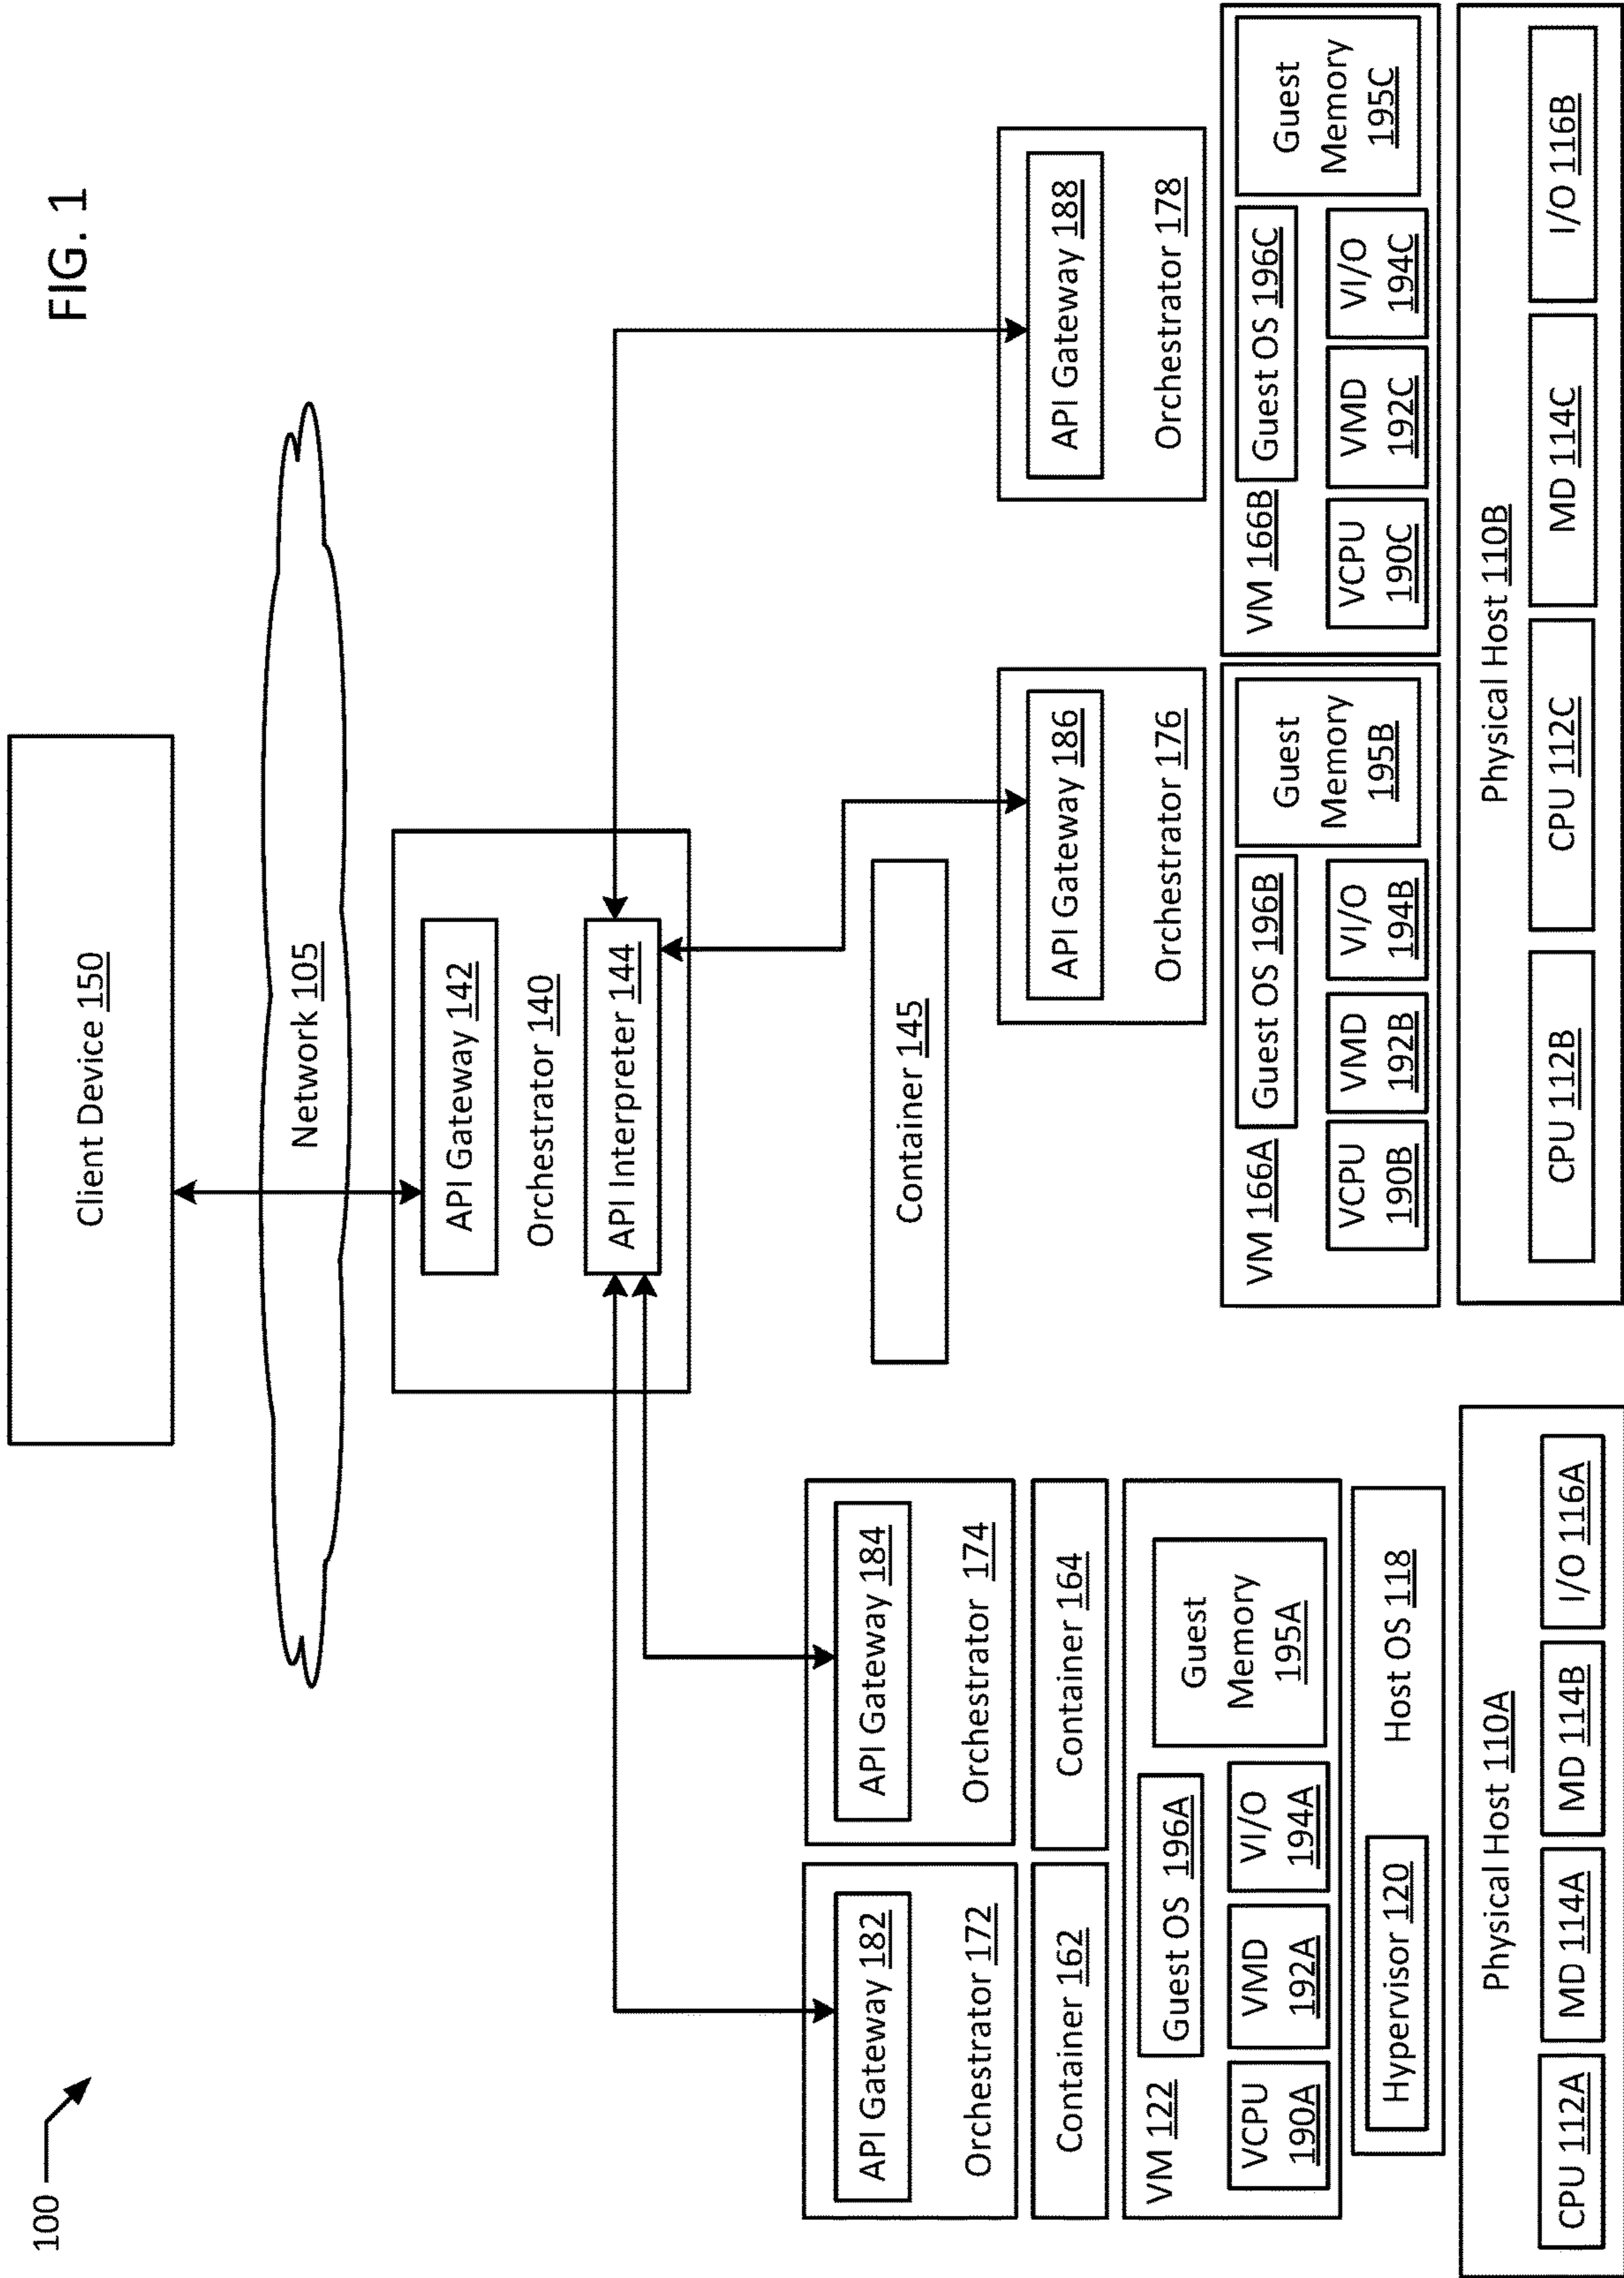 100
FIG. 1
Client Device 150
Network 105
API Gateway 142
Orchestrator 140
API Interpreter 144
Container 145
API Gateway 182
Orchestrator 172
API Gateway 184
Orchestrator 174
Container 162
Container 164
VM 122
Guest OS 196A
VCPU
190A
VMD
192A
VI/O
194A
Guest
Memory
195A
Hypervisor 120
Host OS 118
Physical Host 110A
CPU 112A
MD 114A
MD 114B
I/O 116A
API Gateway 186
Orchestrator 176
API Gateway 188
Orchestrator 178
VM 166A
Guest OS 196B
VCPU
190B
VMD
192B
VI/O
194B
Guest
Memory
195B
VM 166B
Guest OS 196C
VCPU
190C
VMD
192C
VI/O
194C
Guest
Memory
195C
Physical Host 110B
CPU 112B
CPU 112C
MD 114C
I/O 116B